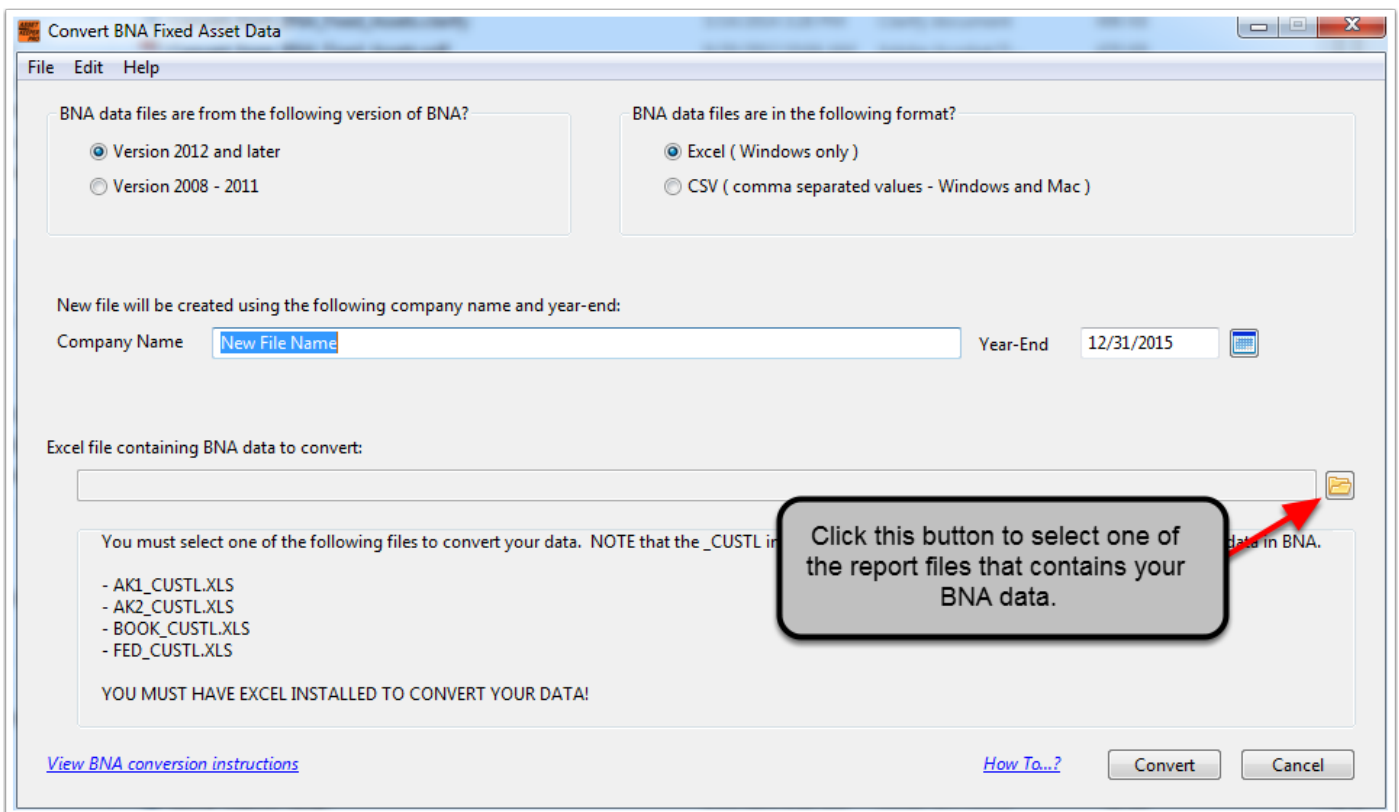 Convert BNA Fixed Asset Data
File Edit Help
BNA data files are from the following version of BNA?
BNA data files are in the following format?
Version 2012 and later
Excel ( Windows only )
Version 2008 - 2011
CSV ( comma separated values - Windows and Mac )
New file will be created using the following company name and year-end:
Company Name New File Name Year-End 12/31/2015
Excel file containing BNA data to convert:
You must select one of the following files to convert your data. NOTE that the _CUSTL in
data in BNA.
Click this button to select one of
the report files that contains your
BNA data.
- AK1_CUSTL.XLS
- AK2_CUSTL.XLS
- BOOK_CUSTL.XLS
- FED_CUSTL.XLS
YOU MUST HAVE EXCEL INSTALLED TO CONVERT YOUR DATA!
View BNA conversion instructions How To...? Convert Cancel